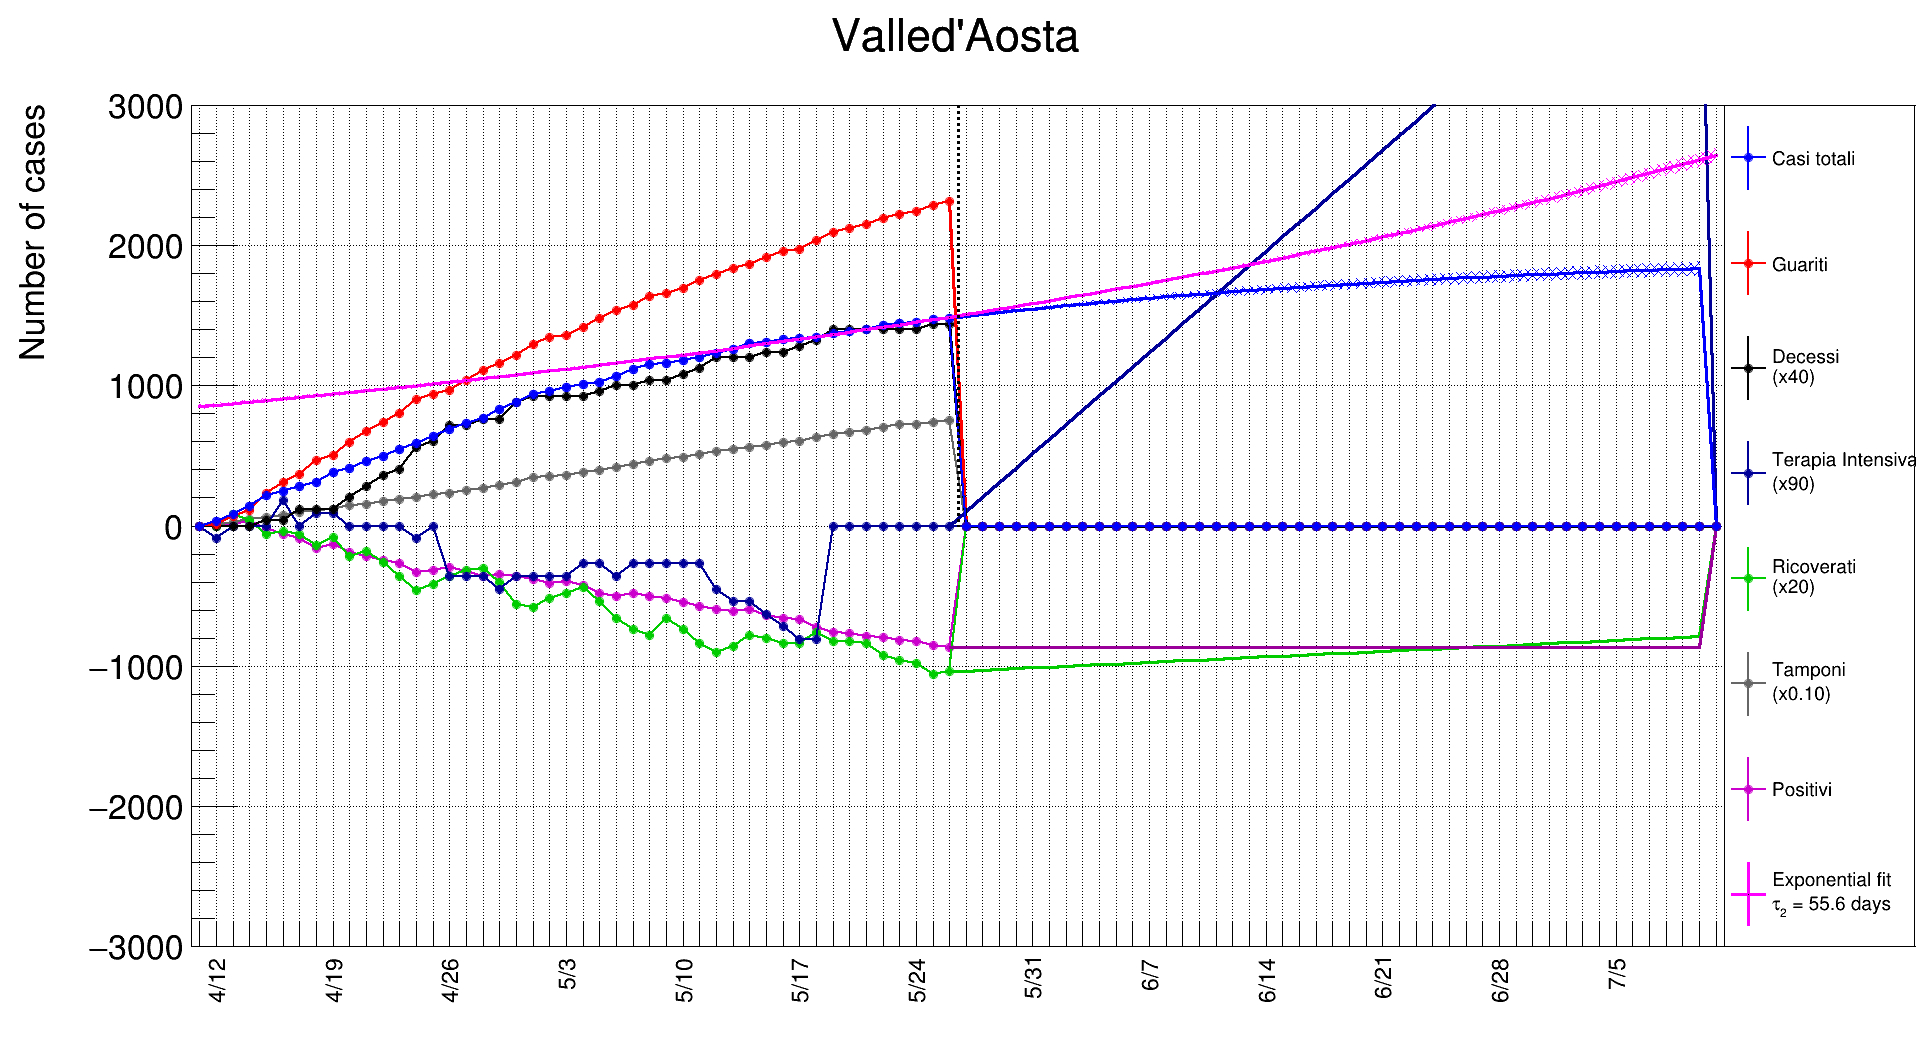 Valled'Aosta
Number of cases
3000
2000
1000
0
−1000
−2000
−3000
4/12
4/19
4/26
5/3
5/10
5/17
5/24
5/31
6/7
6/14
6/21
6/28
7/5
Casi totali
Guariti
Decessi
(x40)
Terapia Intensiva
(x90)
Ricoverati
(x20)
Tamponi
(x0.10)
Positivi
Exponential fit
τ2 = 55.6 days